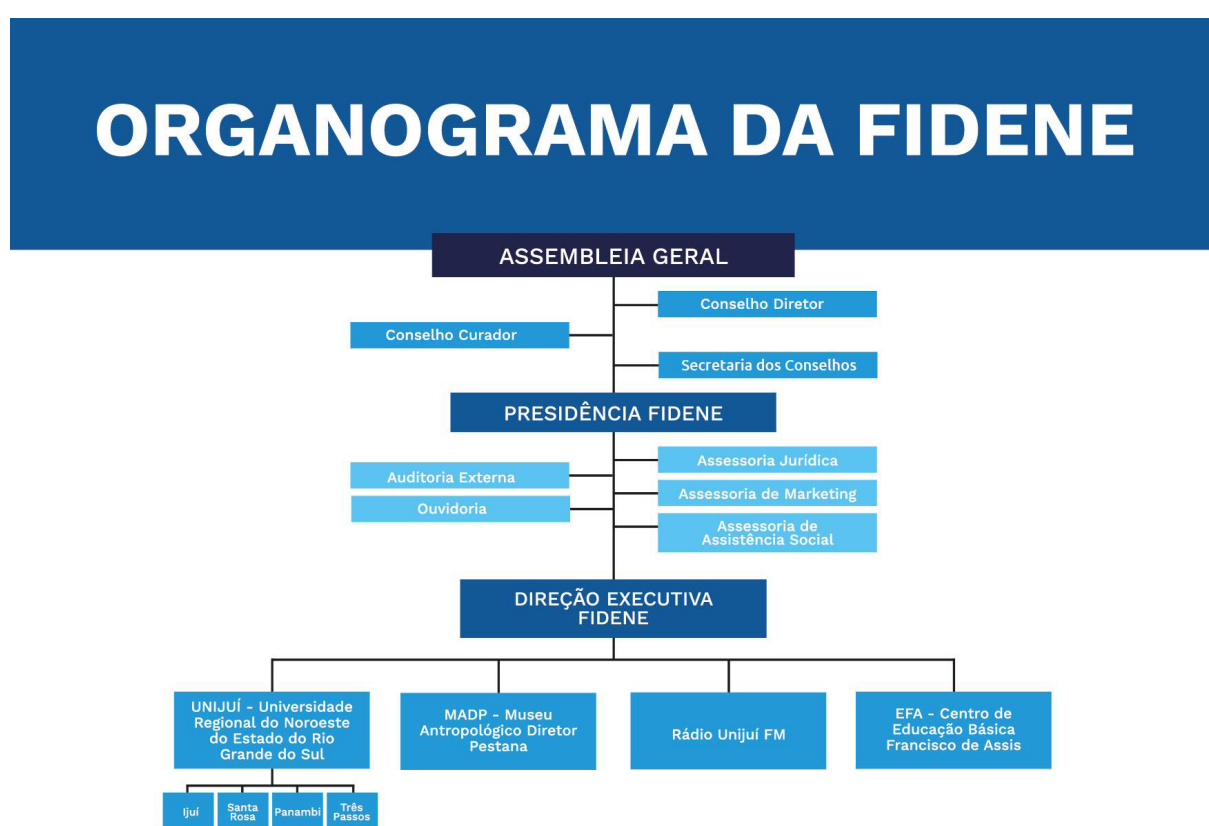 ORGANOGRAMA DA FIDENE
ASSEMBLEIA GERAL
Conselho Diretor
Conselho Curador
Secretaria dos Conselhos
PRESIDÊNCIA FIDENE
Assessoria Jurídica
Auditoria Externa
Assessoria de Marketing
Ouvidoria
Assessoria de
Assistência Social
DIREÇÃO EXECUTIVA
FIDENE
UNIJUÍ - Universidade
Regional do Noroeste
do Estado do Rio
Grande do Sul
MADP - Museu
Antropológico Diretor
Pestana
Rádio Unijuí FM
EFA - Centro de
Educação Básica
Francisco de Assis
Ijuí
Santa
Rosa
Panambi
Três
Passos